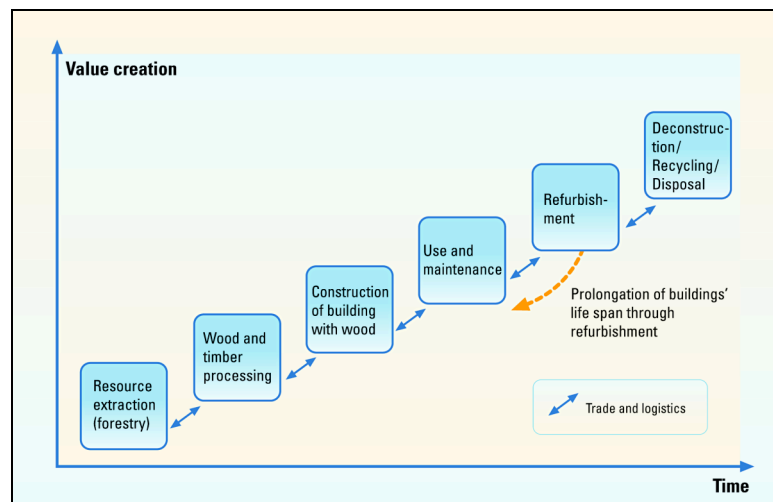 Value creation
Deconstruc-
tion/
Recycling/
Disposal
Refurbish-
ment
Use and
maintenance
Construction
of building
with wood
Wood and
timber
processing
Resource
extraction
(forestry)
Prolongation of buildings’
life span through
refurbishment
Trade and logistics
Time